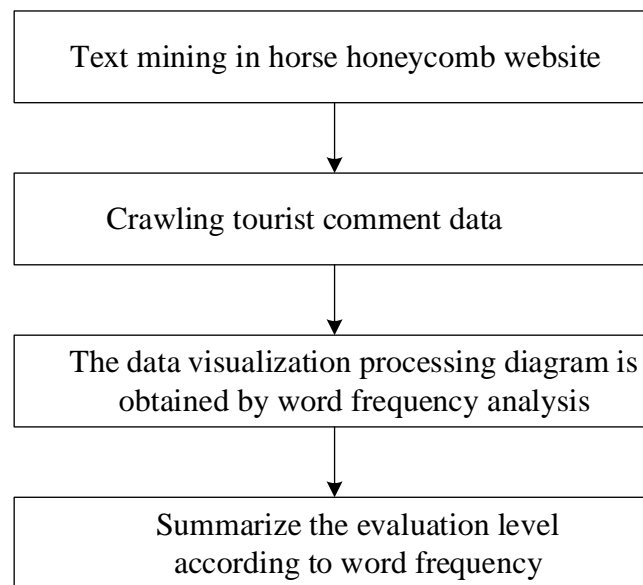 Text mining in horse honeycomb website
Crawling tourist comment data
The data visualization processing diagram is
obtained by word frequency analysis
Summarize the evaluation level
according to word frequency